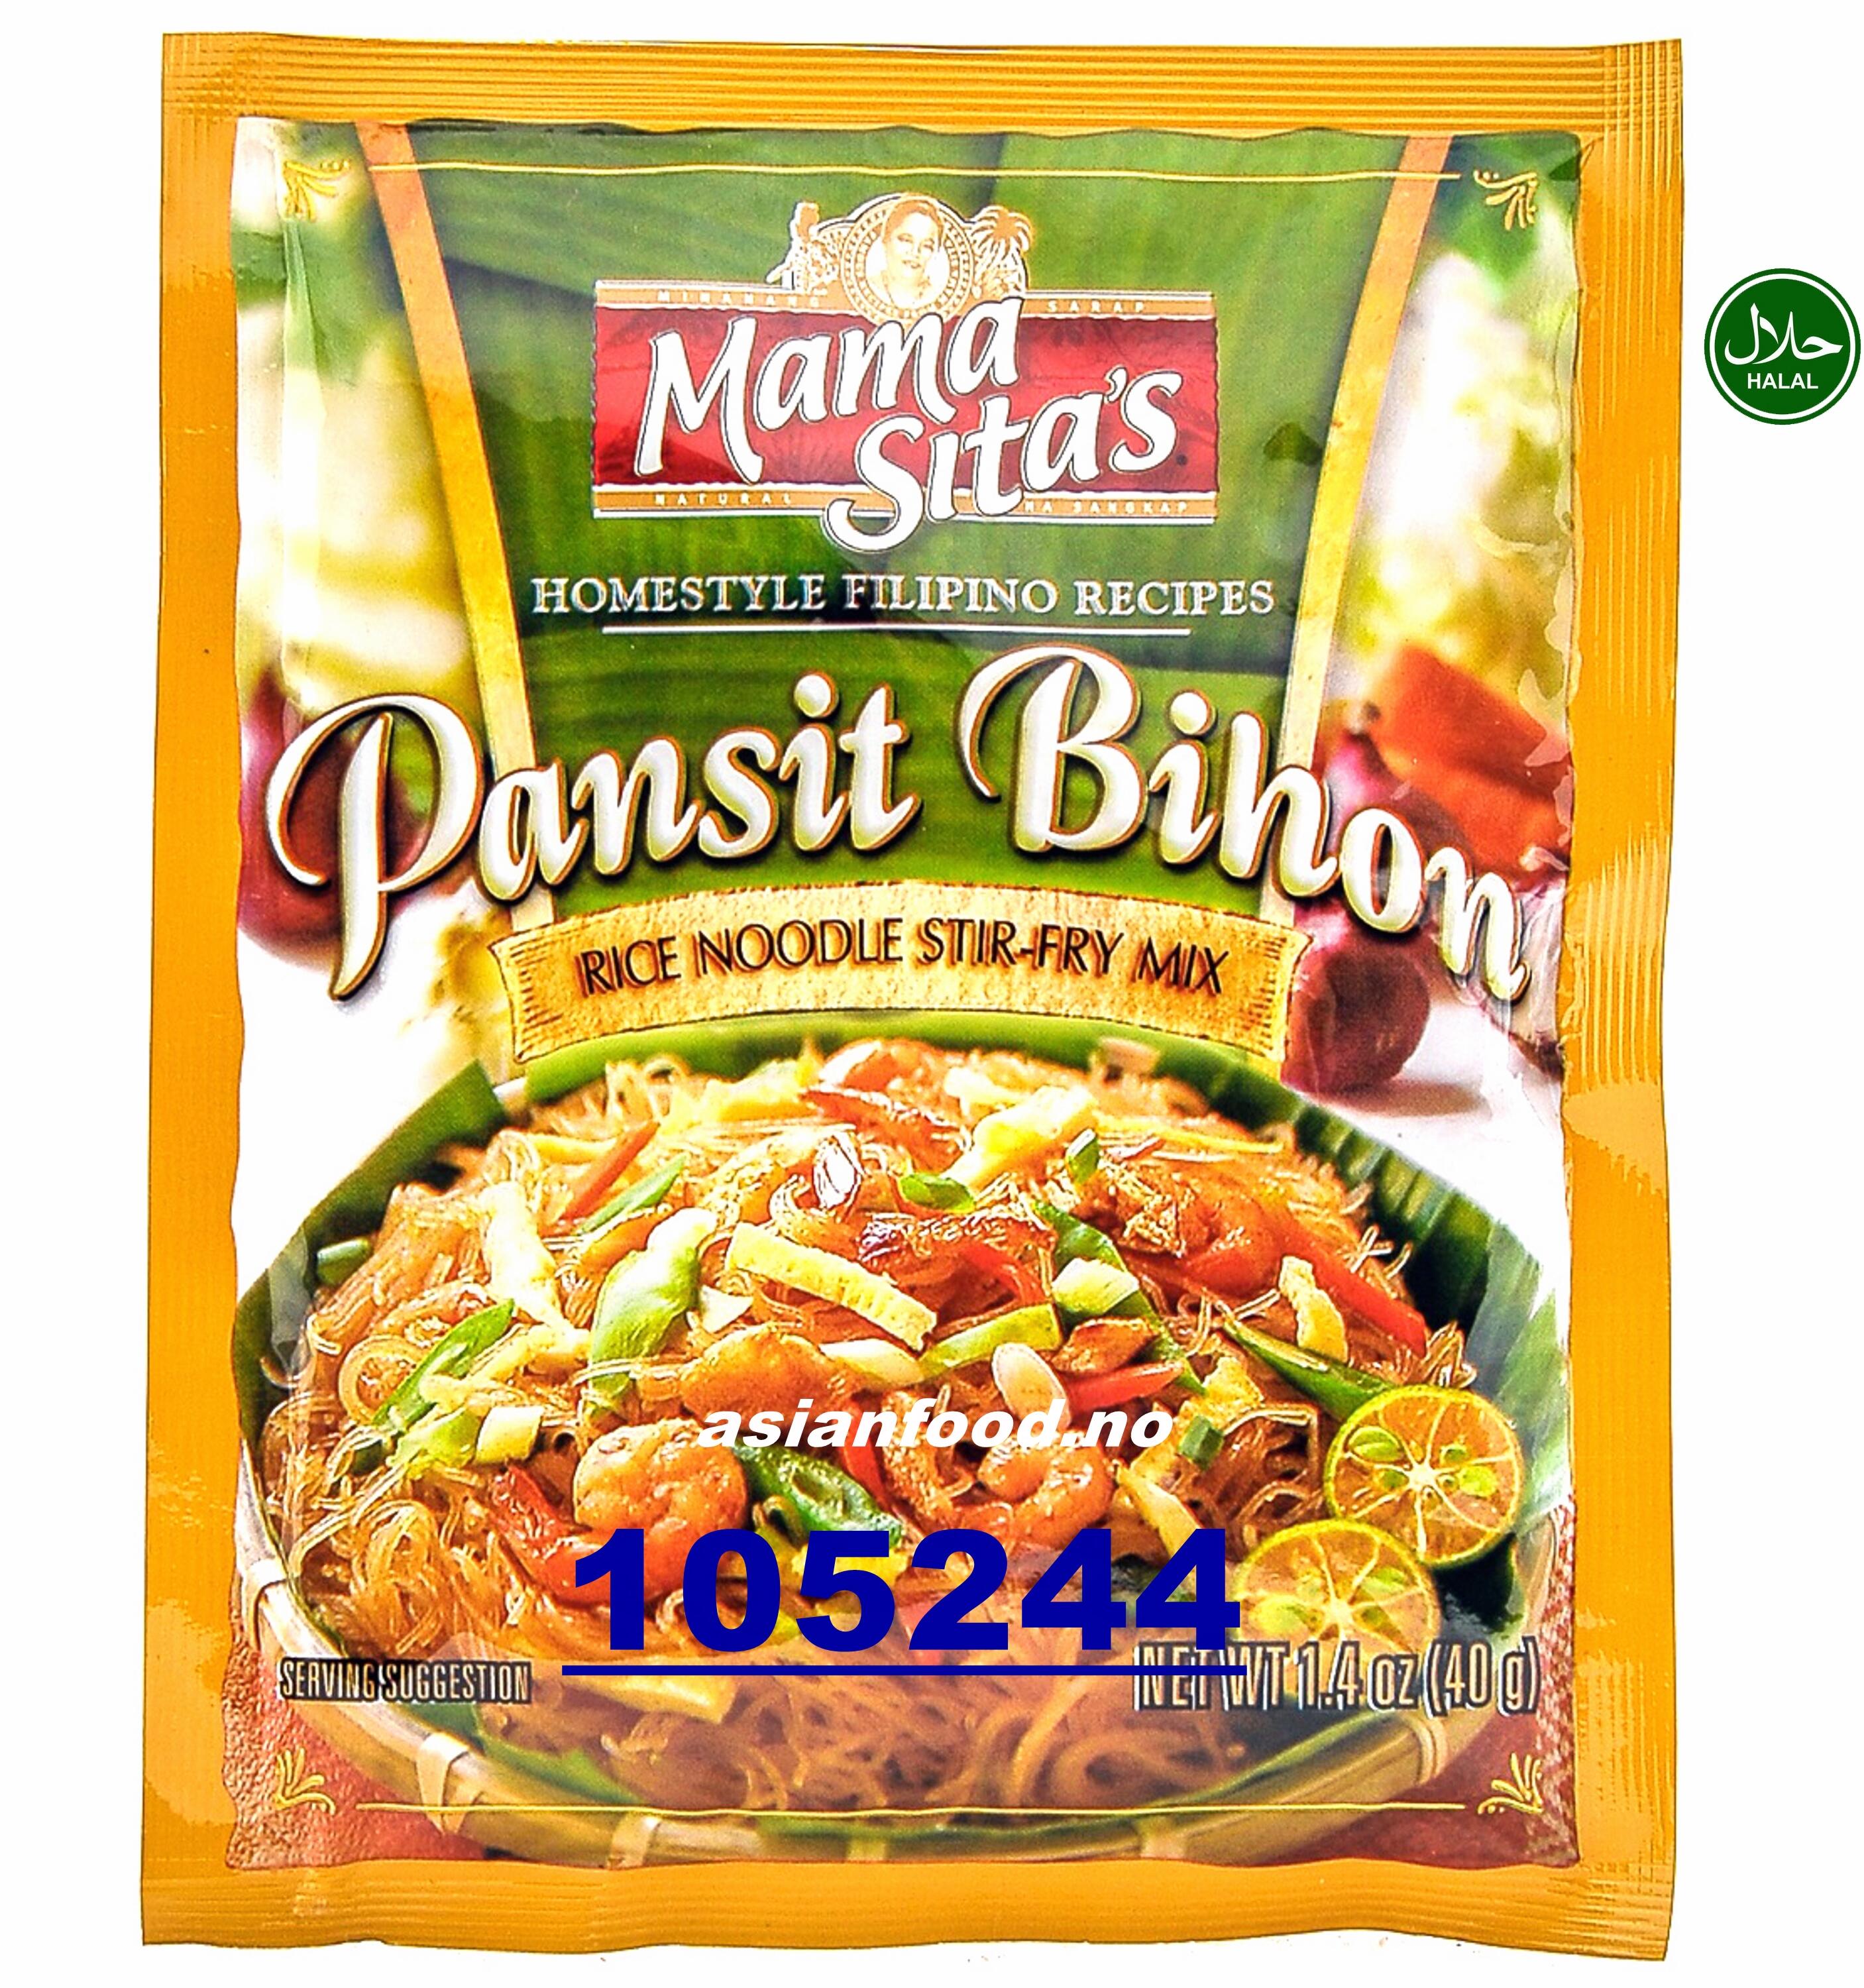 حلال
HALAL
MINANANG SARAP
Mama
Sita's
NATURAL NA SANGKAP
HOMESTYLE FILIPINO RECIPES
Pansit Bihon
RICE NOODLE STIR-FRY MIX
asianfood.no
105244
SERVING SUGGESTION
NET WT 1.4 oz (40 g)